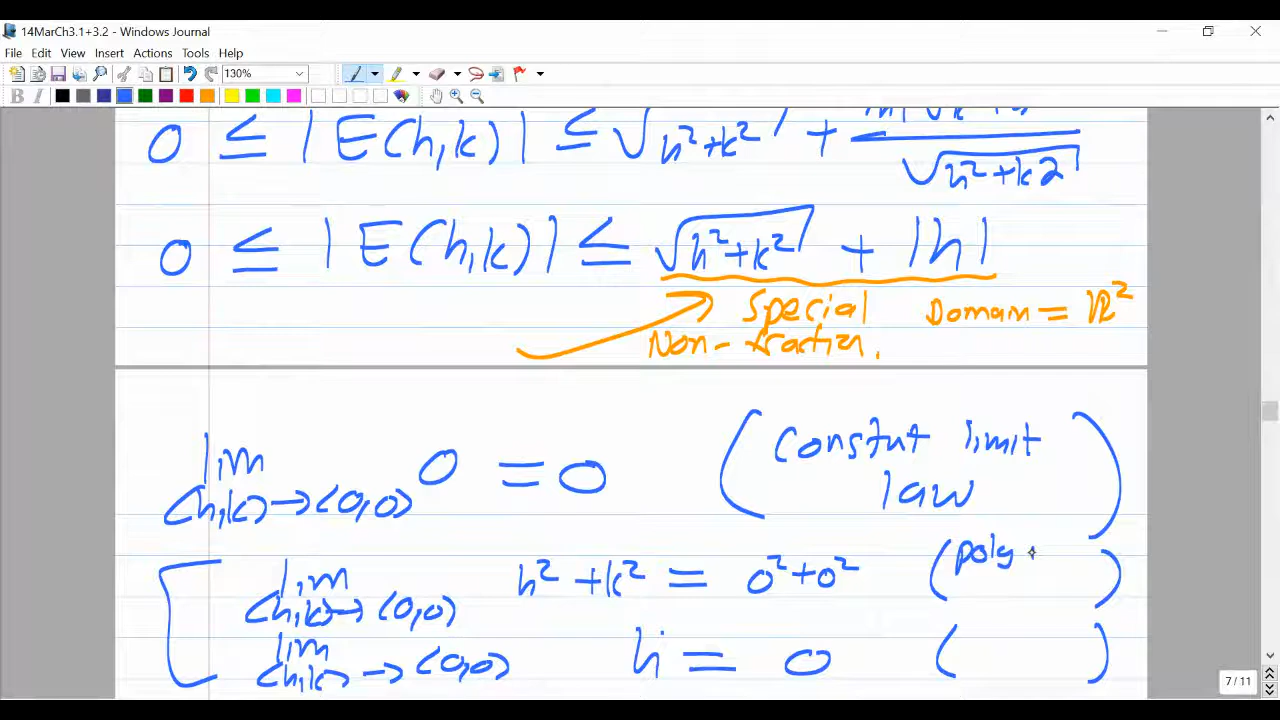 14MarCh3.1+3.2 - Windows Journal
File Edit View Insert Actions Tools Help
130%
B I
0 ≤ |E(h,k)| ≤ √h²+k² +
√h²+k2
0 ≤ |E(h,k)| ≤ √h²+k² + |h|
Special Domain = ℝ²
Non-fraction.
lim 0 = 0 (Constut limit
(h,k)→(0,0) law)
lim h²+k² = 0²+0² (poly )
(h,k)→(0,0)
lim h = 0 ( )
(h,k)→(0,0)
7 / 11